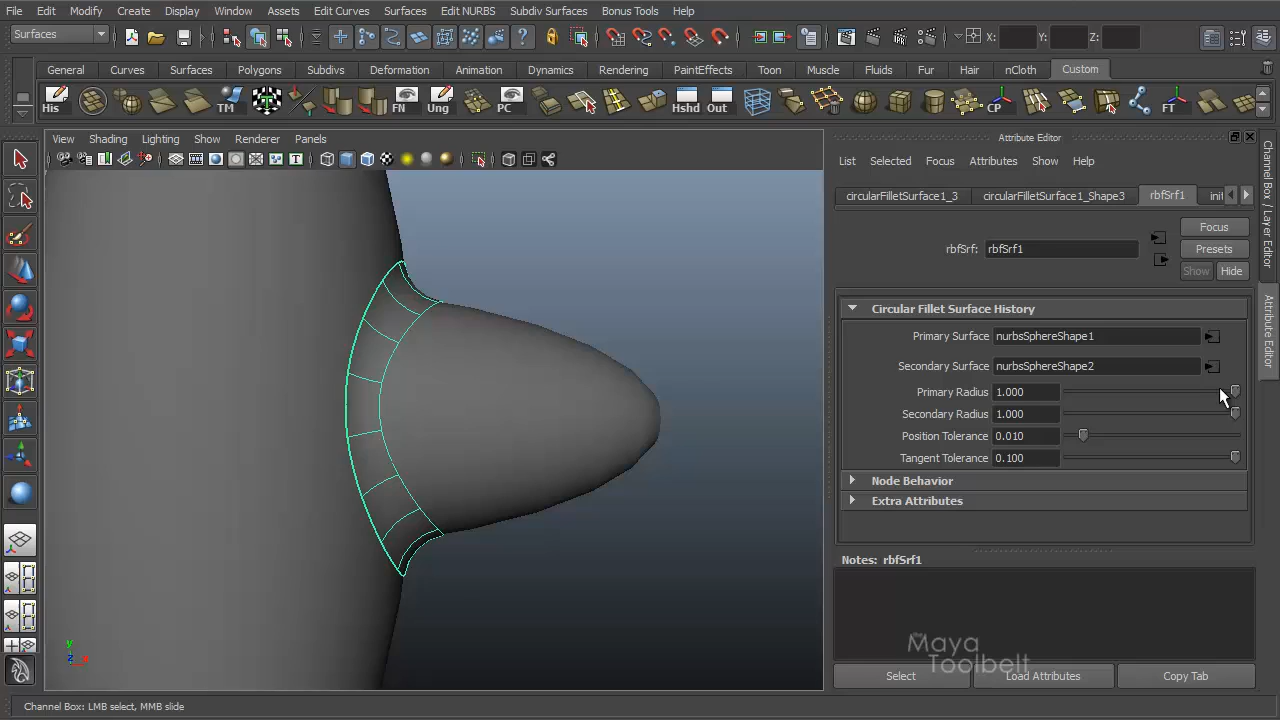 File Edit Modify Create Display Window Assets Edit Curves Surfaces Edit NURBS Subdiv Surfaces Bonus Tools Help
Surfaces X: Y: Z:
General Curves Surfaces Polygons Subdivs Deformation Animation Dynamics Rendering PaintEffects Toon Muscle Fluids Fur Hair nCloth Custom
His TM FN Ung PC Hshd Out CP FT
View Shading Lighting Show Renderer Panels
Attribute Editor
List Selected Focus Attributes Show Help
circularFilletSurface1_3 circularFilletSurface1_Shape3 rbfSrf1 init
Focus
rbfSrf: rbfSrf1 Presets
Show Hide
Circular Fillet Surface History
Primary Surface nurbsSphereShape1
Secondary Surface nurbsSphereShape2
Primary Radius 1.000
Secondary Radius 1.000
Position Tolerance 0.010
Tangent Tolerance 0.100
Node Behavior
Extra Attributes
Notes: rbfSrf1
the
Maya
Toolbelt
Select Load Attributes Copy Tab
Channel Box / Layer Editor
Attribute Editor
y
z x
Channel Box: LMB select, MMB slide